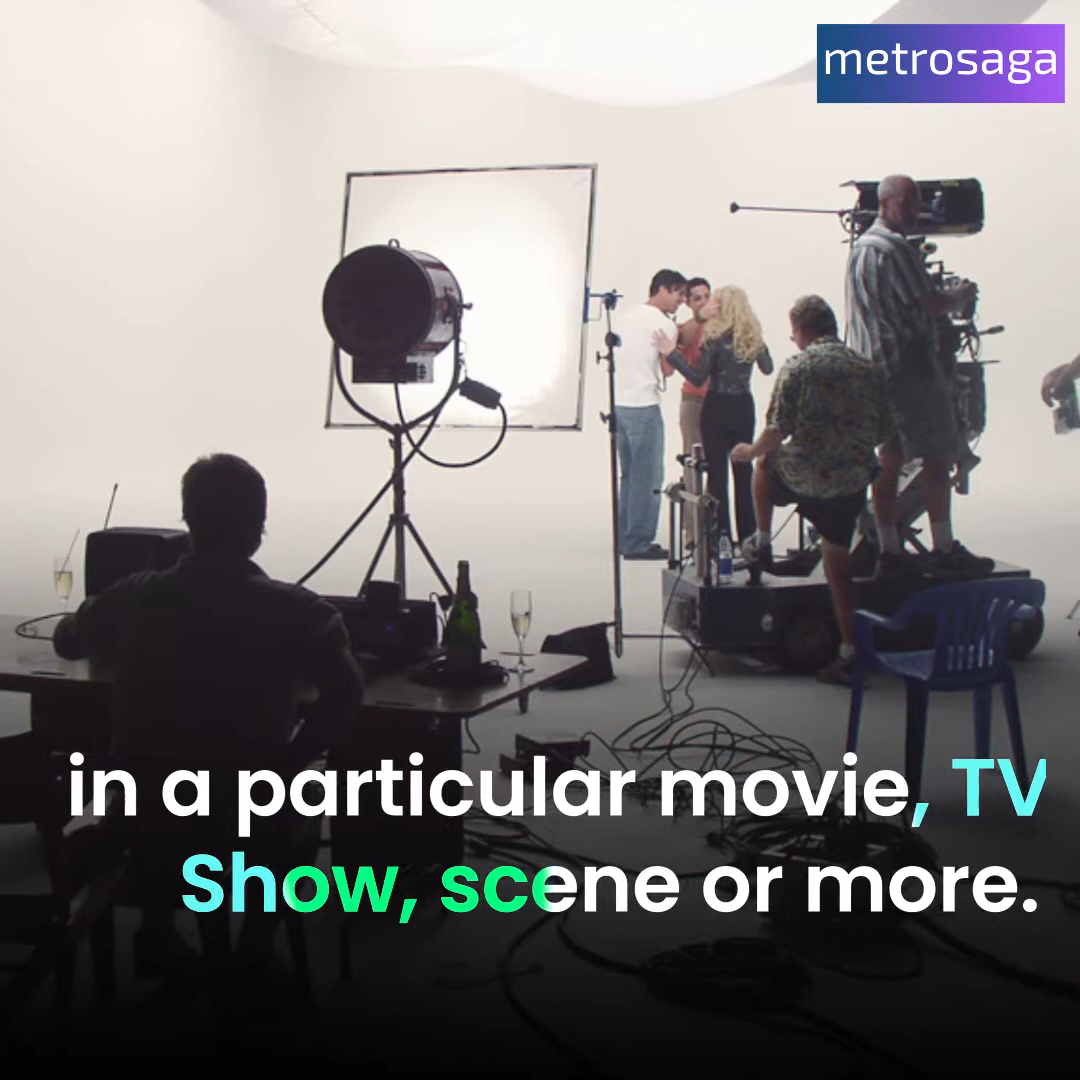 metrosaga
in a particular movie, TV
Show, scene or more.